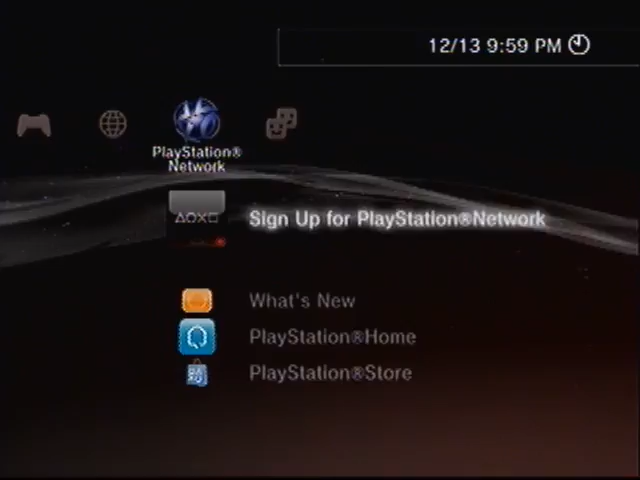 12/13 9:59 PM
PlayStation®
Network
Sign Up for PlayStation®Network
What's New
PlayStation®Home
PlayStation®Store